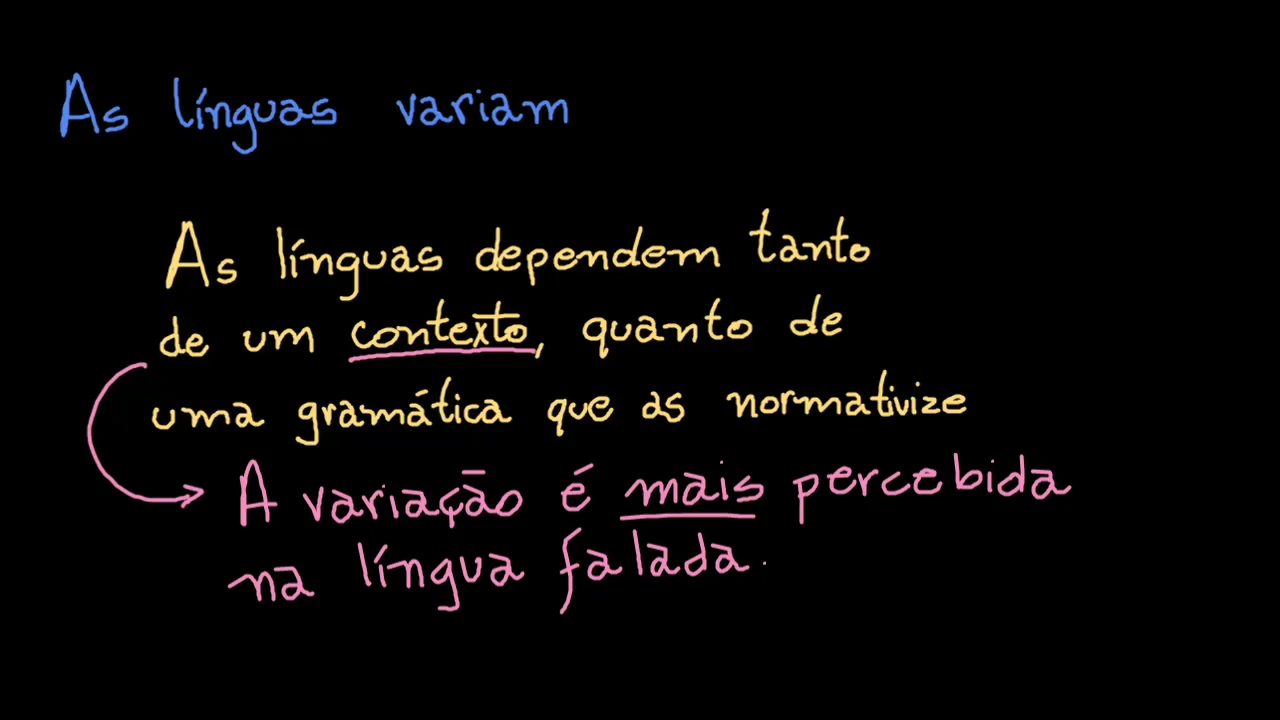 As línguas variam
As línguas dependem tanto
de um contexto, quanto de
uma gramática que as normativize
A variação é mais percebida
na língua falada.